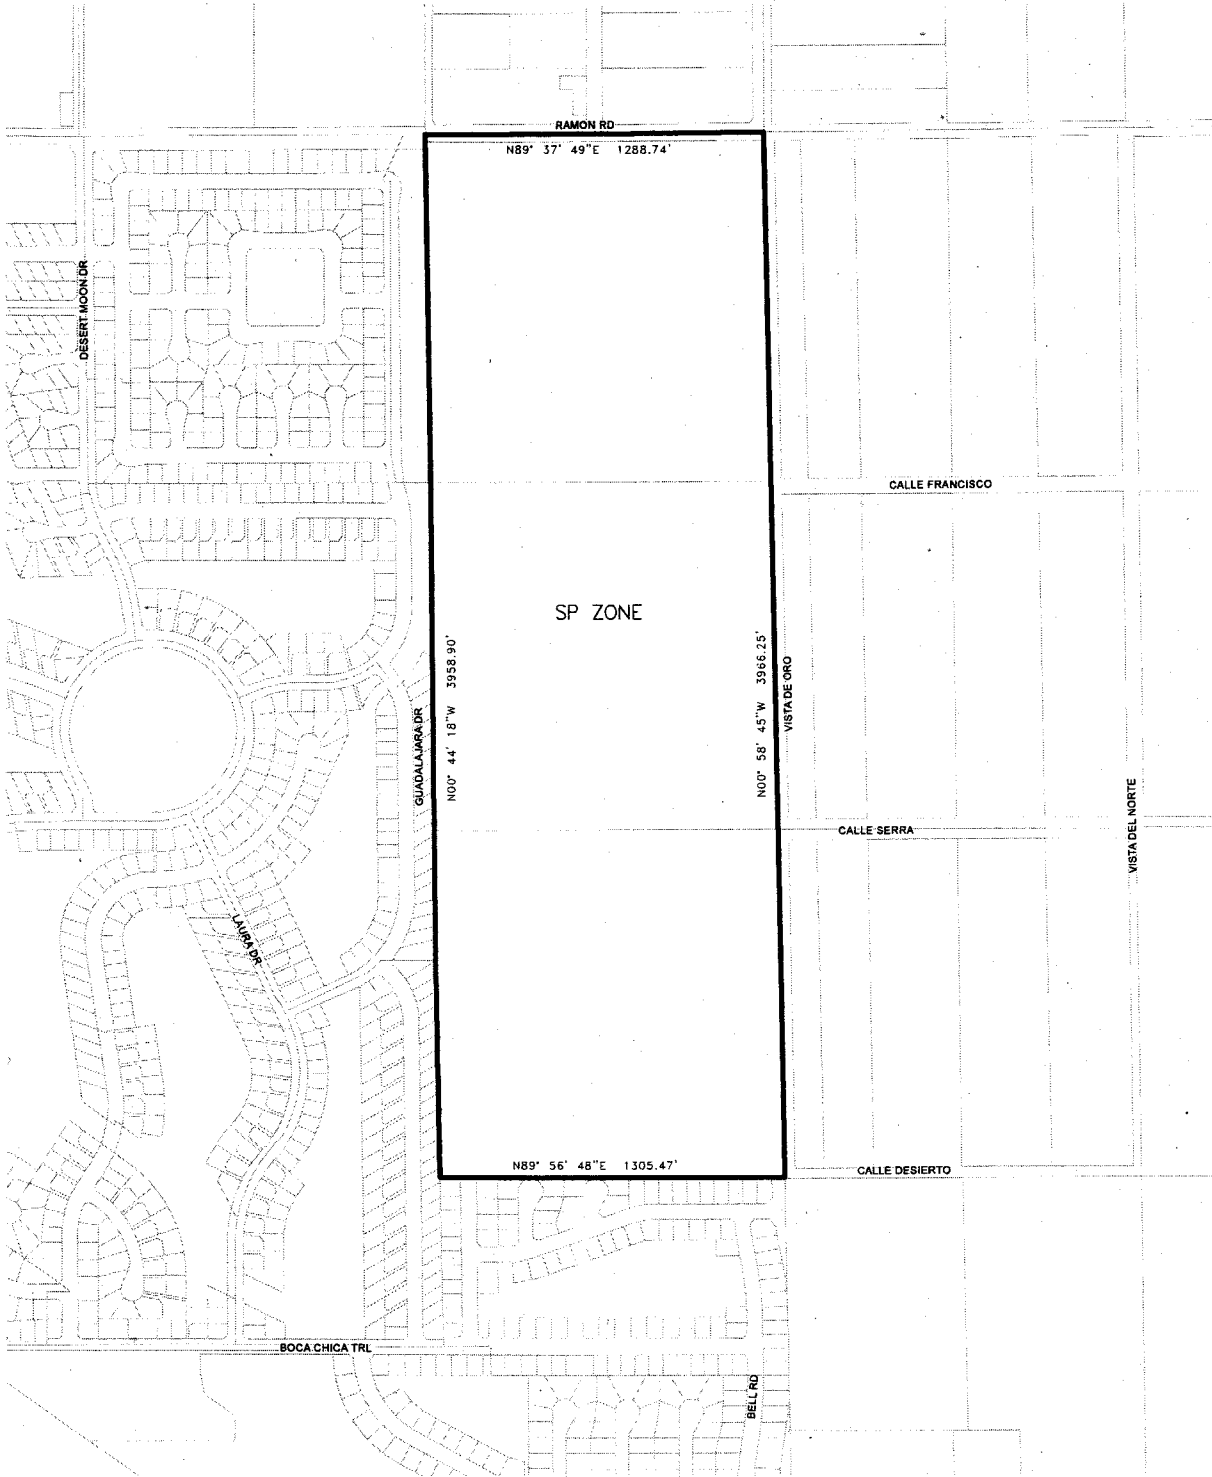 RAMON RD
N89° 37' 49"E 1288.74'
DESERT MOON DR
CALLE FRANCISCO
SP ZONE
GUADALAJARA DR
N00° 44' 18"W 3958.90'
N00° 58' 45"W 3966.25'
VISTA DE ORO
CALLE SERRA
VISTA DEL NORTE
LAURA DR
N89° 56' 48"E 1305.47'
CALLE DESIERTO
BOCA CHICA TRL
BELL RD